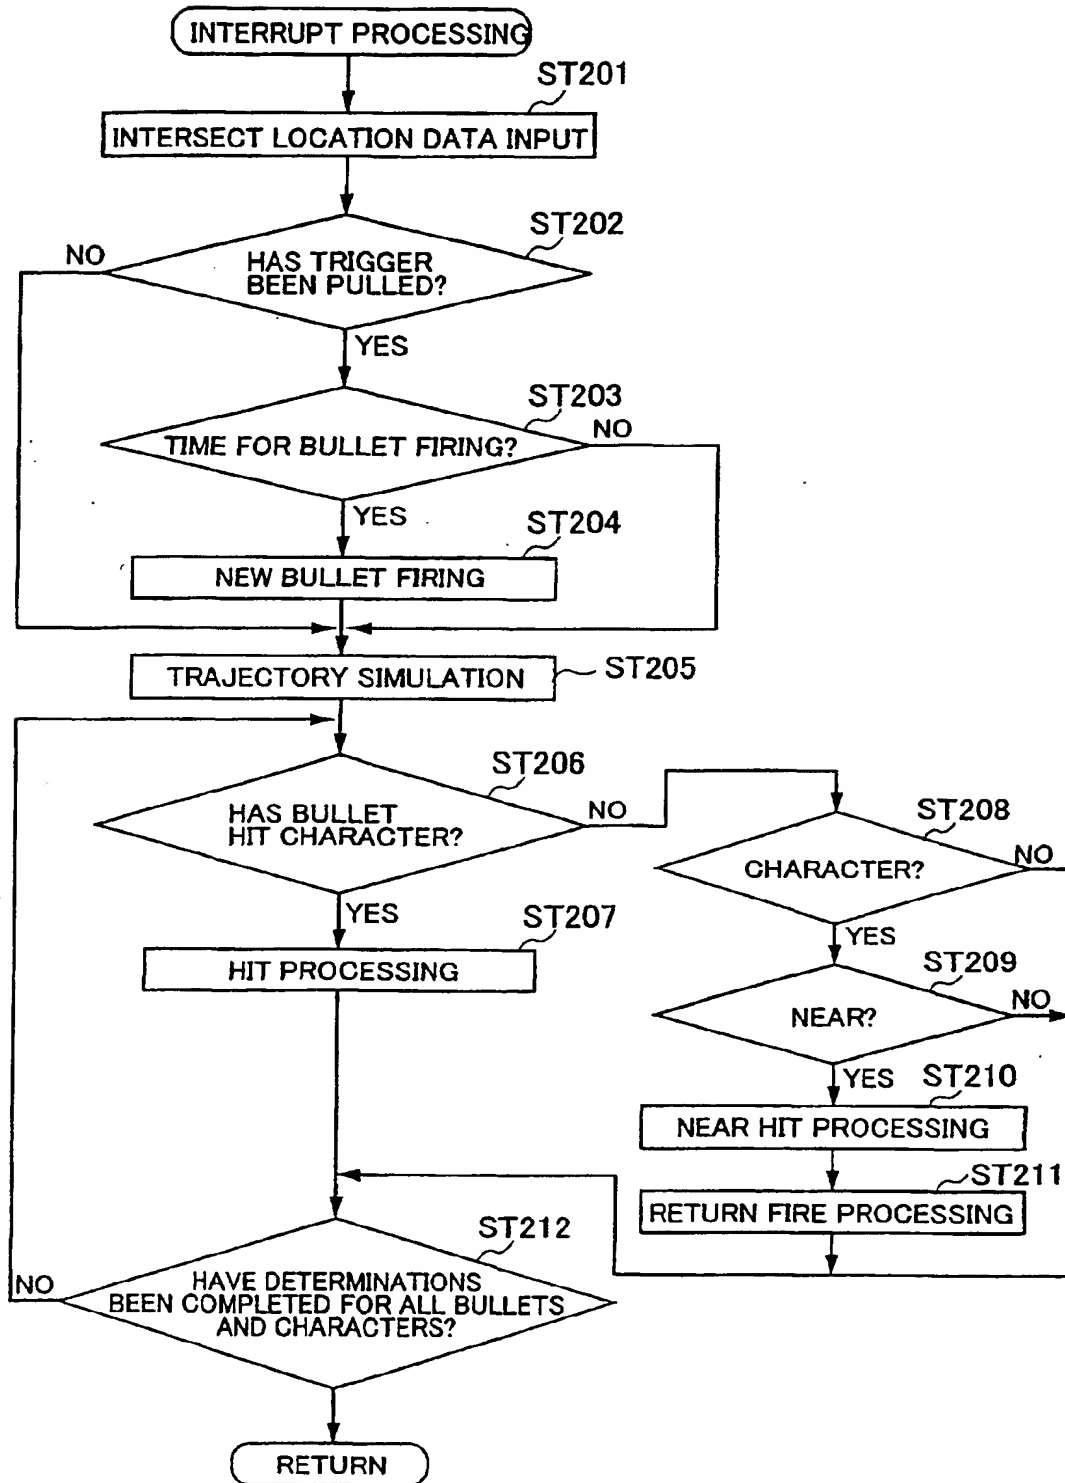 INTERRUPT PROCESSING
ST201
INTERSECT LOCATION DATA INPUT
ST202
NO
HAS TRIGGER
BEEN PULLED?
YES
ST203
TIME FOR BULLET FIRING?
NO
YES
ST204
NEW BULLET FIRING
TRAJECTORY SIMULATION
ST205
ST206
HAS BULLET
HIT CHARACTER?
NO
YES
ST207
HIT PROCESSING
ST208
CHARACTER?
NO
YES
ST209
NEAR?
NO
YES
ST210
NEAR HIT PROCESSING
ST211
RETURN FIRE PROCESSING
ST212
NO
HAVE DETERMINATIONS
BEEN COMPLETED FOR ALL BULLETS
AND CHARACTERS?
RETURN